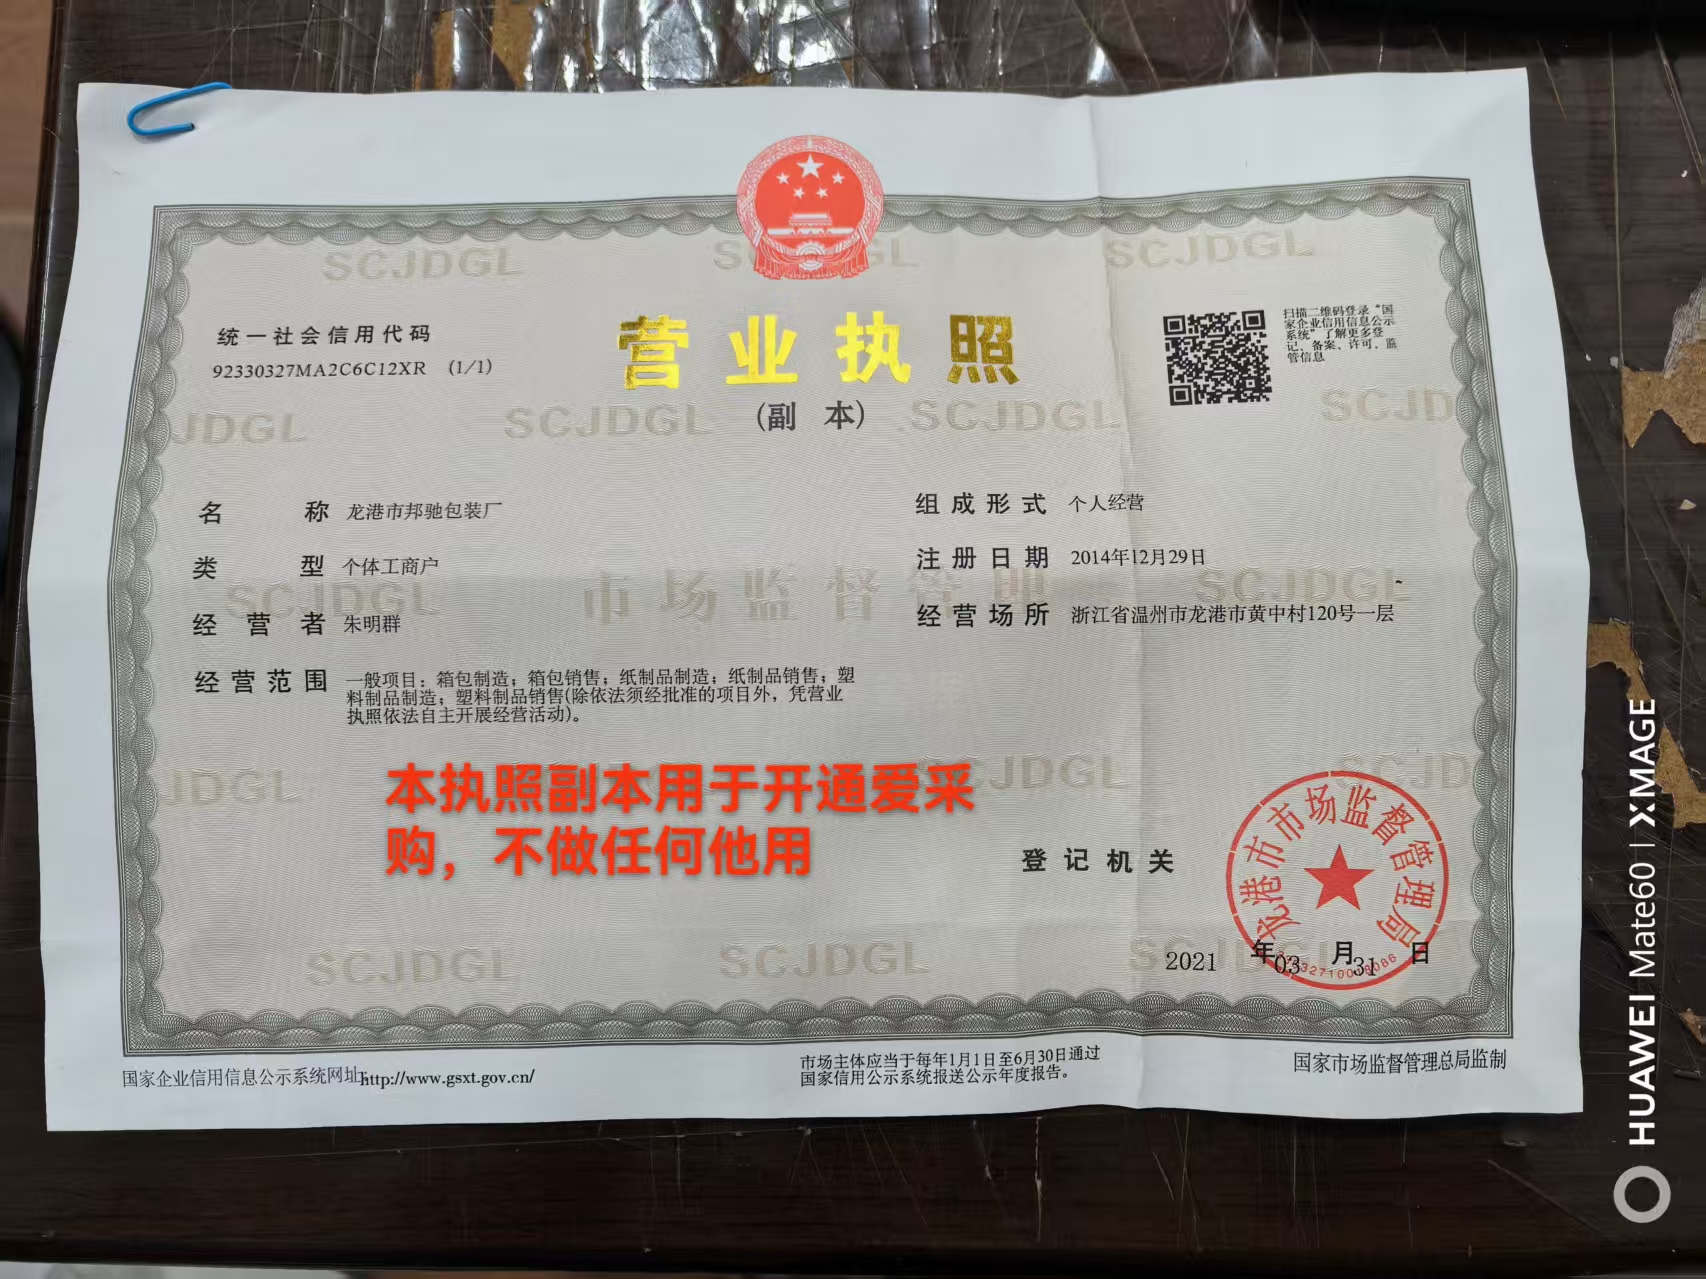 统一社会信用代码
92330327MA2C6C12XR (1/1)
营业执照
(副本)
扫描二维码登录“国
家企业信用信息公示
系统”了解更多登
记、备案、许可、监
管信息
名称 龙港市邦驰包装厂
类型 个体工商户
经营者 朱明群
经营范围 一般项目：箱包制造；箱包销售；纸制品制造；纸制品销售；塑
料制品制造；塑料制品销售(除依法须经批准的项目外，凭营业
执照依法自主开展经营活动)。
组成形式 个人经营
注册日期 2014年12月29日
经营场所 浙江省温州市龙港市黄中村120号一层
本执照副本用于开通爱采
购，不做任何他用
登记机关
龙港市市场监督管理局
2021 年 03 月 31 日
国家企业信用信息公示系统网址http://www.gsxt.gov.cn/
市场主体应当于每年1月1日至6月30日通过
国家信用公示系统报送公示年度报告。
国家市场监督管理总局监制
SCJDGL
市场监督管理
HUAWEI Mate60 | XMAGE